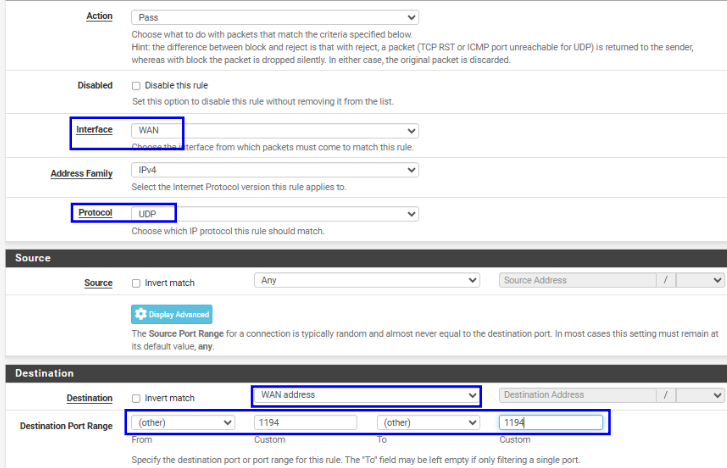 Action
Pass
Choose what to do with packets that match the criteria specified below.
Hint: the difference between block and reject is that with reject, a packet (TCP RST or ICMP port unreachable for UDP) is returned to the sender,
whereas with block the packet is dropped silently. In either case, the original packet is discarded.
Disabled
Disable this rule
Set this option to disable this rule without removing it from the list.
Interface
WAN
Choose the interface from which packets must come to match this rule.
Address Family
IPv4
Select the Internet Protocol version this rule applies to.
Protocol
UDP
Choose which IP protocol this rule should match.
Source
Source
Invert match
Any
Source Address
/
Display Advanced
The Source Port Range for a connection is typically random and almost never equal to the destination port. In most cases this setting must remain at
its default value, any.
Destination
Destination
Invert match
WAN address
Destination Address
/
Destination Port Range
(other)
1194
(other)
1194
From
Custom
To
Custom
Specify the destination port or port range for this rule. The "To" field may be left empty if only filtering a single port.